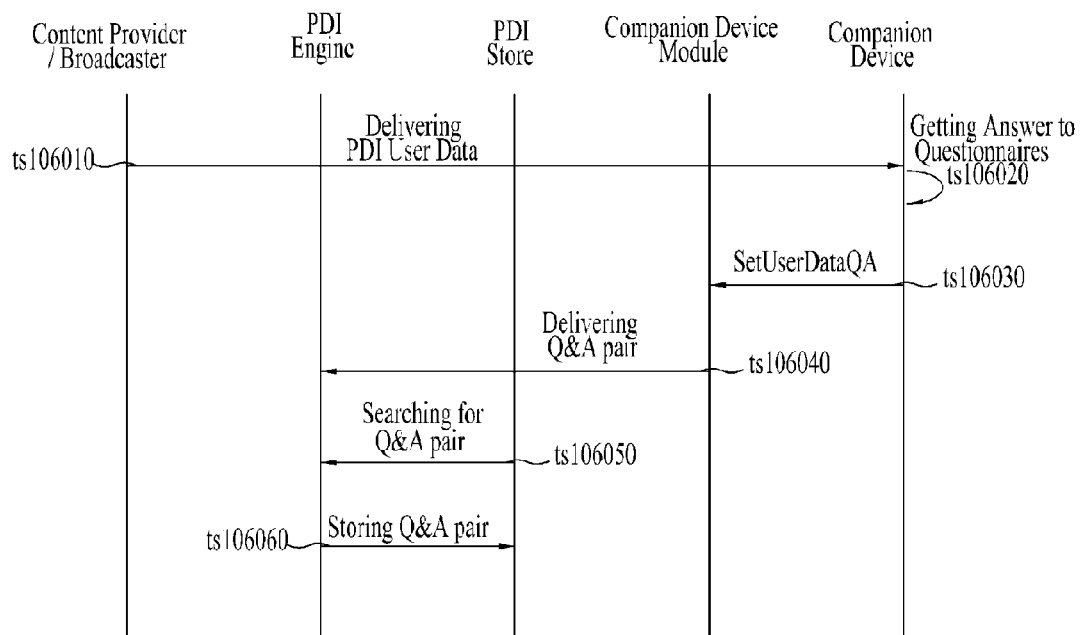 Content Provider
/ Broadcaster
PDI
Engine
PDI
Store
Companion Device
Module
Companion
Device
Delivering
PDI User Data
ts106010
Getting Answer to
Questionnaires
ts106020
SetUserDataQA
ts106030
Delivering
Q&A pair
ts106040
Searching for
Q&A pair
ts106050
Storing Q&A pair
ts106060